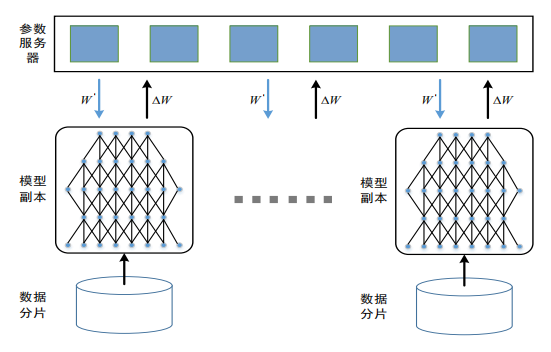 参数
服务
器
W' ΔW W' ΔW W' ΔW
模型
副本
模型
副本
数据
分片
数据
分片